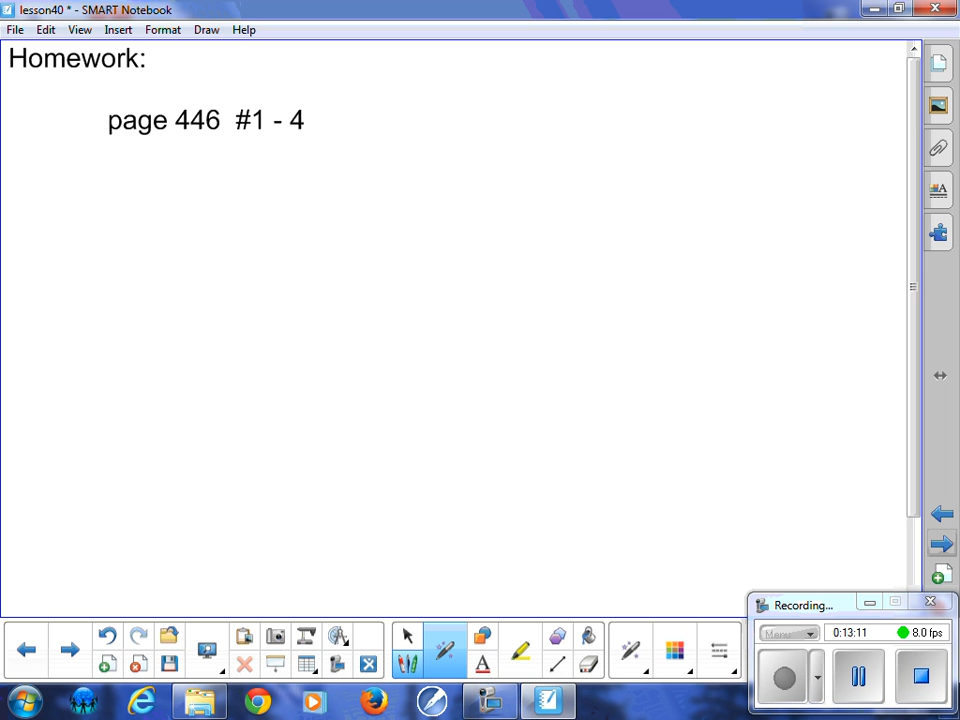 lesson40 * - SMART Notebook
File Edit View Insert Format Draw Help
Homework:
page 446 #1 - 4
Recording...
Menu 0:13:11 8.0 fps